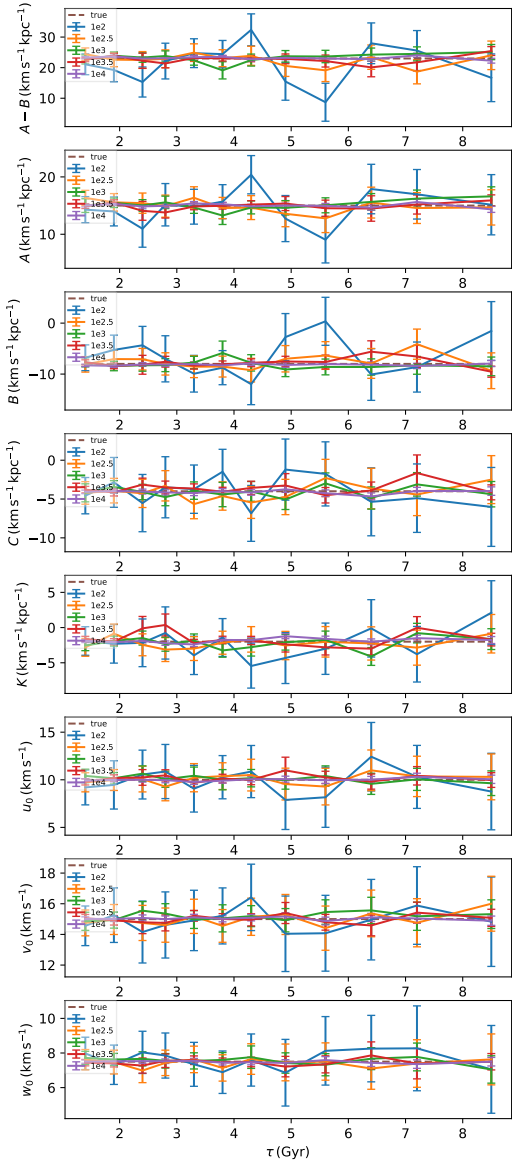 A − B (km s⁻¹ kpc⁻¹)
30
20
10
true
1e2
1e2.5
1e3
1e3.5
1e4
2 3 4 5 6 7 8
A (km s⁻¹ kpc⁻¹)
20
10
true
1e2
1e2.5
1e3
1e3.5
1e4
2 3 4 5 6 7 8
B (km s⁻¹ kpc⁻¹)
0
−10
true
1e2
1e2.5
1e3
1e3.5
1e4
2 3 4 5 6 7 8
C (km s⁻¹ kpc⁻¹)
0
−5
−10
true
1e2
1e2.5
1e3
1e3.5
1e4
2 3 4 5 6 7 8
K (km s⁻¹ kpc⁻¹)
5
0
−5
true
1e2
1e2.5
1e3
1e3.5
1e4
2 3 4 5 6 7 8
u₀ (km s⁻¹)
15
10
5
true
1e2
1e2.5
1e3
1e3.5
1e4
2 3 4 5 6 7 8
v₀ (km s⁻¹)
18
16
14
12
true
1e2
1e2.5
1e3
1e3.5
1e4
2 3 4 5 6 7 8
w₀ (km s⁻¹)
10
8
6
true
1e2
1e2.5
1e3
1e3.5
1e4
2 3 4 5 6 7 8
τ (Gyr)